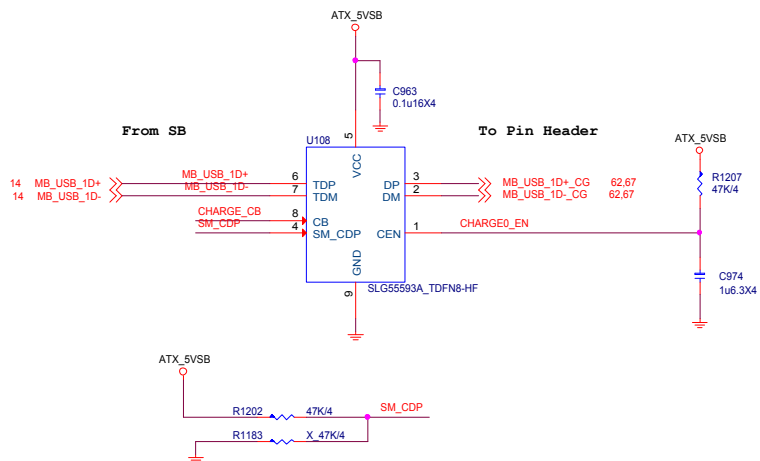 ATX_5VSB
C963
0.1u16X4
From SB
To Pin Header
U108
5
VCC
ATX_5VSB
R1207
47K/4
14 MB_USB_1D+
MB_USB_1D+
6
TDP
DP
3
MB_USB_1D+_CG 62,67
14 MB_USB_1D-
MB_USB_1D-
7
TDM
DM
2
MB_USB_1D-_CG 62,67
CHARGE_CB
8
CB
SM_CDP
4
SM_CDP
CEN
1
CHARGE0_EN
GND
9
SLG55593A_TDFN8-HF
C974
1u6.3X4
ATX_5VSB
R1202
47K/4
SM_CDP
R1183
X_47K/4